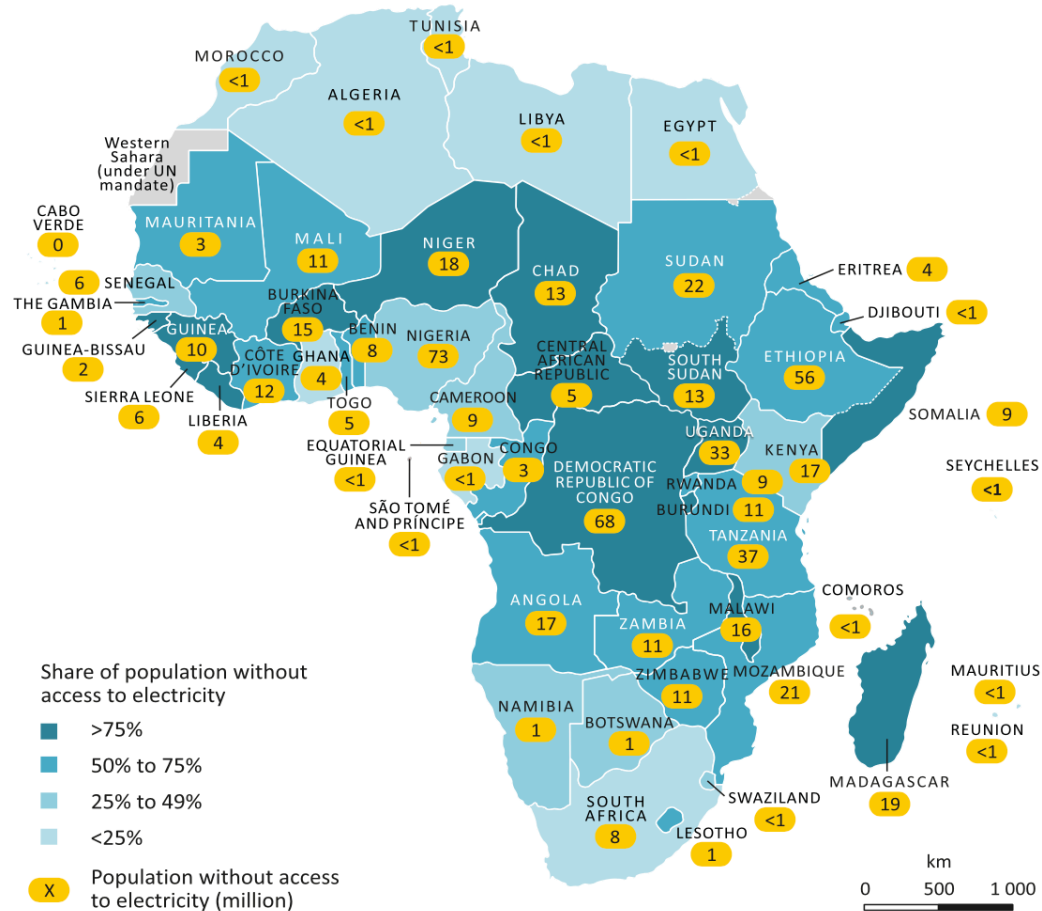 TUNISIA
<1
MOROCCO
<1
ALGERIA
<1
LIBYA
<1
EGYPT
<1
Western
Sahara
(under UN
mandate)
CABO
VERDE
0
MAURITANIA
3
MALI
11
NIGER
18
CHAD
13
SUDAN
22
ERITREA 4
6 SENEGAL
THE GAMBIA
1
BURKINA
FASO
15
DJIBOUTI <1
GUINEA-BISSAU
2
GUINEA
10
CÔTE
D'IVOIRE
12
GHANA
4
BENIN
8
NIGERIA
73
CENTRAL
AFRICAN
REPUBLIC
5
SOUTH
SUDAN
13
ETHIOPIA
56
SIERRA LEONE
6
LIBERIA
4
TOGO
5
CAMEROON
9
SOMALIA 9
EQUATORIAL
GUINEA
<1
GABON
<1
CONGO
3
DEMOCRATIC
REPUBLIC OF
CONGO
68
UGANDA
33
KENYA
17
SEYCHELLES
<1
RWANDA 9
BURUNDI 11
SÃO TOMÉ
AND PRÍNCIPE
<1
TANZANIA
37
ANGOLA
17
ZAMBIA
11
MALAWI
16
COMOROS
<1
ZIMBABWE
11
MOZAMBIQUE
21
MAURITIUS
<1
NAMIBIA
1
BOTSWANA
1
REUNION
<1
MADAGASCAR
19
SOUTH
AFRICA
8
SWAZILAND
<1
LESOTHO
1
Share of population without
access to electricity
>75%
50% to 75%
25% to 49%
<25%
X Population without access
to electricity (million)
km
0 500 1 000